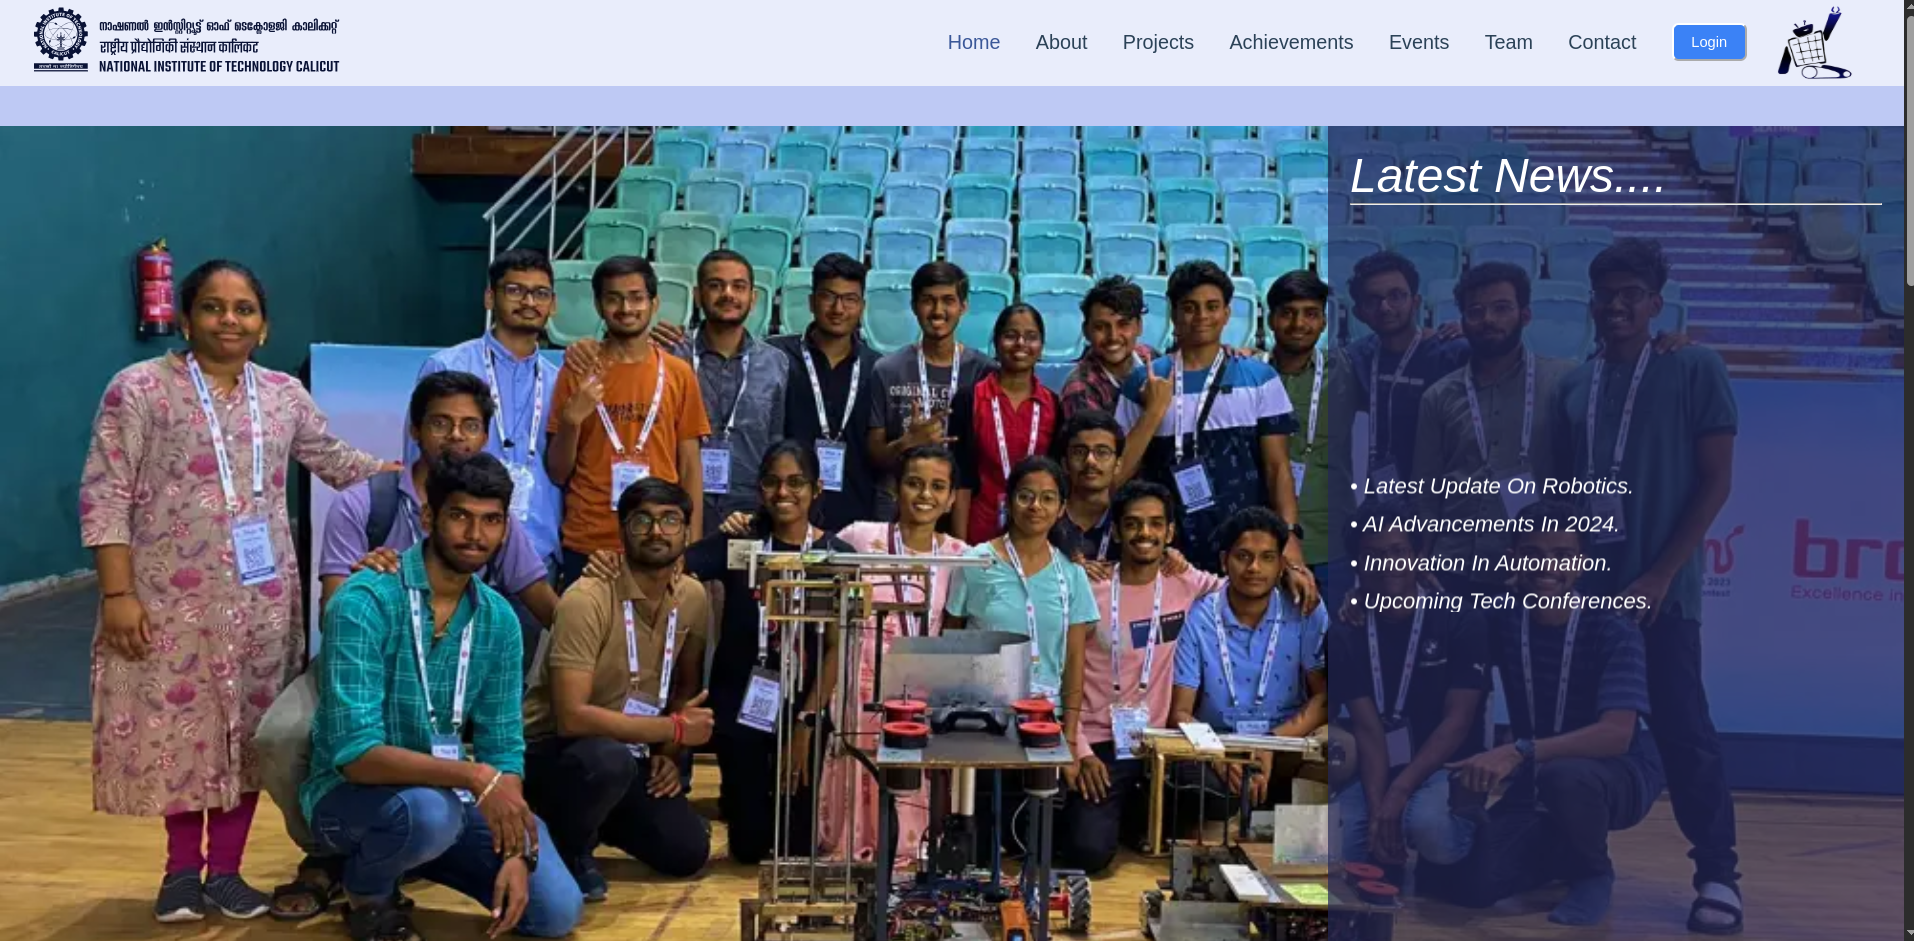 നാഷണൽ ഇൻസ്റ്റിറ്റ്യൂട്ട് ഓഫ് ടെക്നോളജി കാലിക്കറ്റ്
राष्ट्रीय प्रौद्योगिकी संस्थान कालिकट
NATIONAL INSTITUTE OF TECHNOLOGY CALICUT
Home About Projects Achievements Events Team Contact Login
Latest News....
• Latest Update On Robotics.
• AI Advancements In 2024.
• Innovation In Automation.
• Upcoming Tech Conferences.